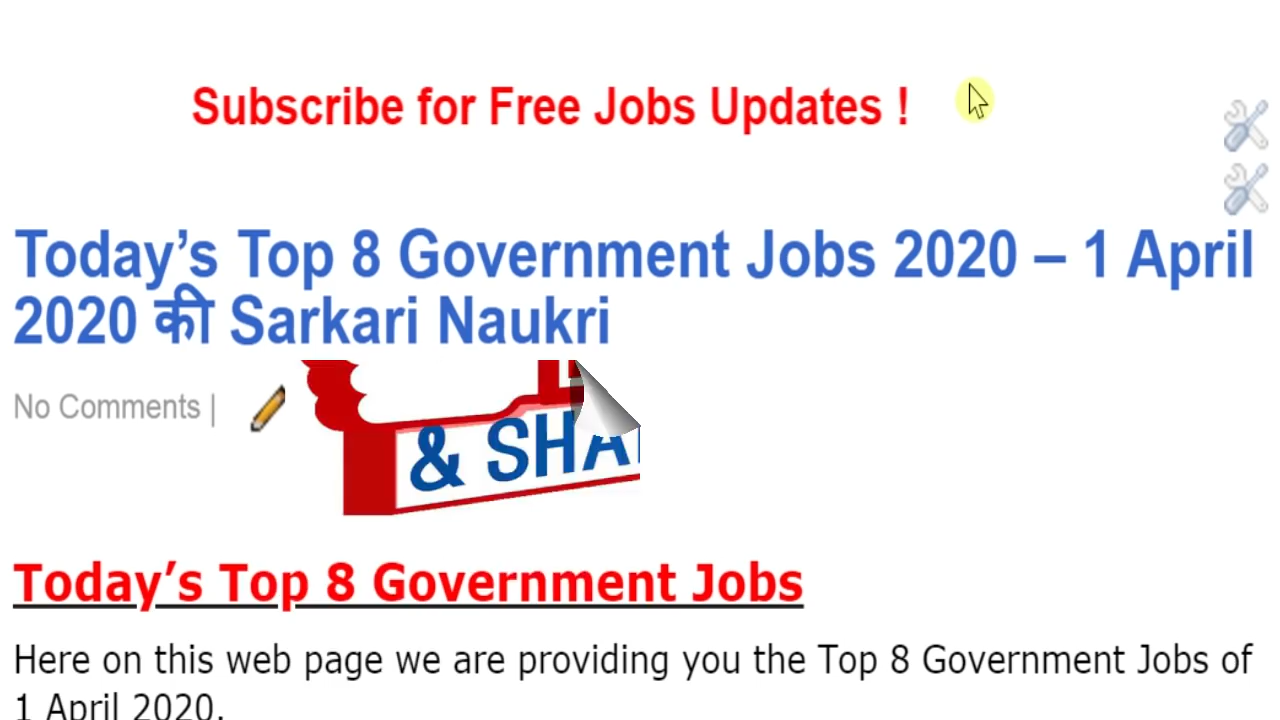 Subscribe for Free Jobs Updates !
Today’s Top 8 Government Jobs 2020 – 1 April
2020 की Sarkari Naukri
No Comments |
& SHA
Today’s Top 8 Government Jobs
Here on this web page we are providing you the Top 8 Government Jobs of
1 April 2020.